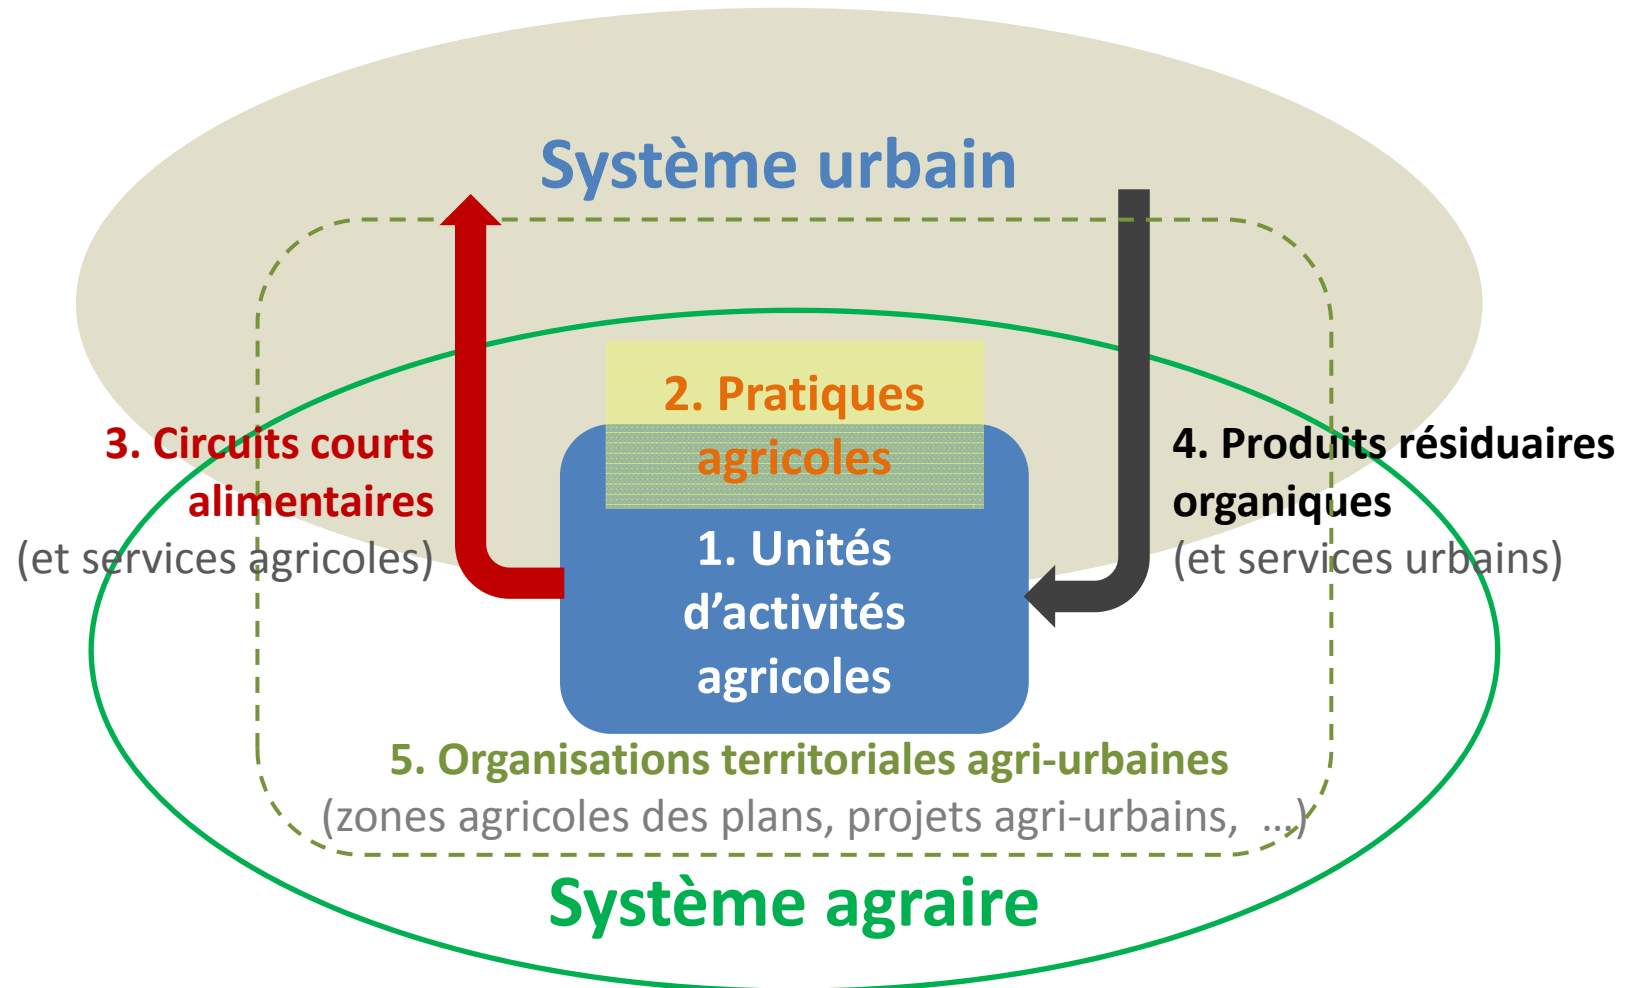 Système urbain
2. Pratiques
agricoles
3. Circuits courts
alimentaires
(et services agricoles)
4. Produits résiduaires
organiques
(et services urbains)
1. Unités
d’activités
agricoles
5. Organisations territoriales agri-urbaines
(zones agricoles des plans, projets agri-urbains,  …)
Système agraire